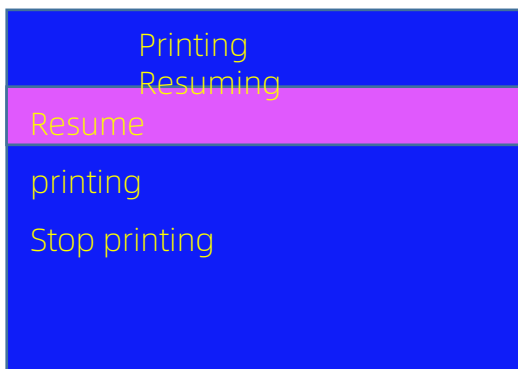 Printing
Resuming
Resume
printing
Stop printing